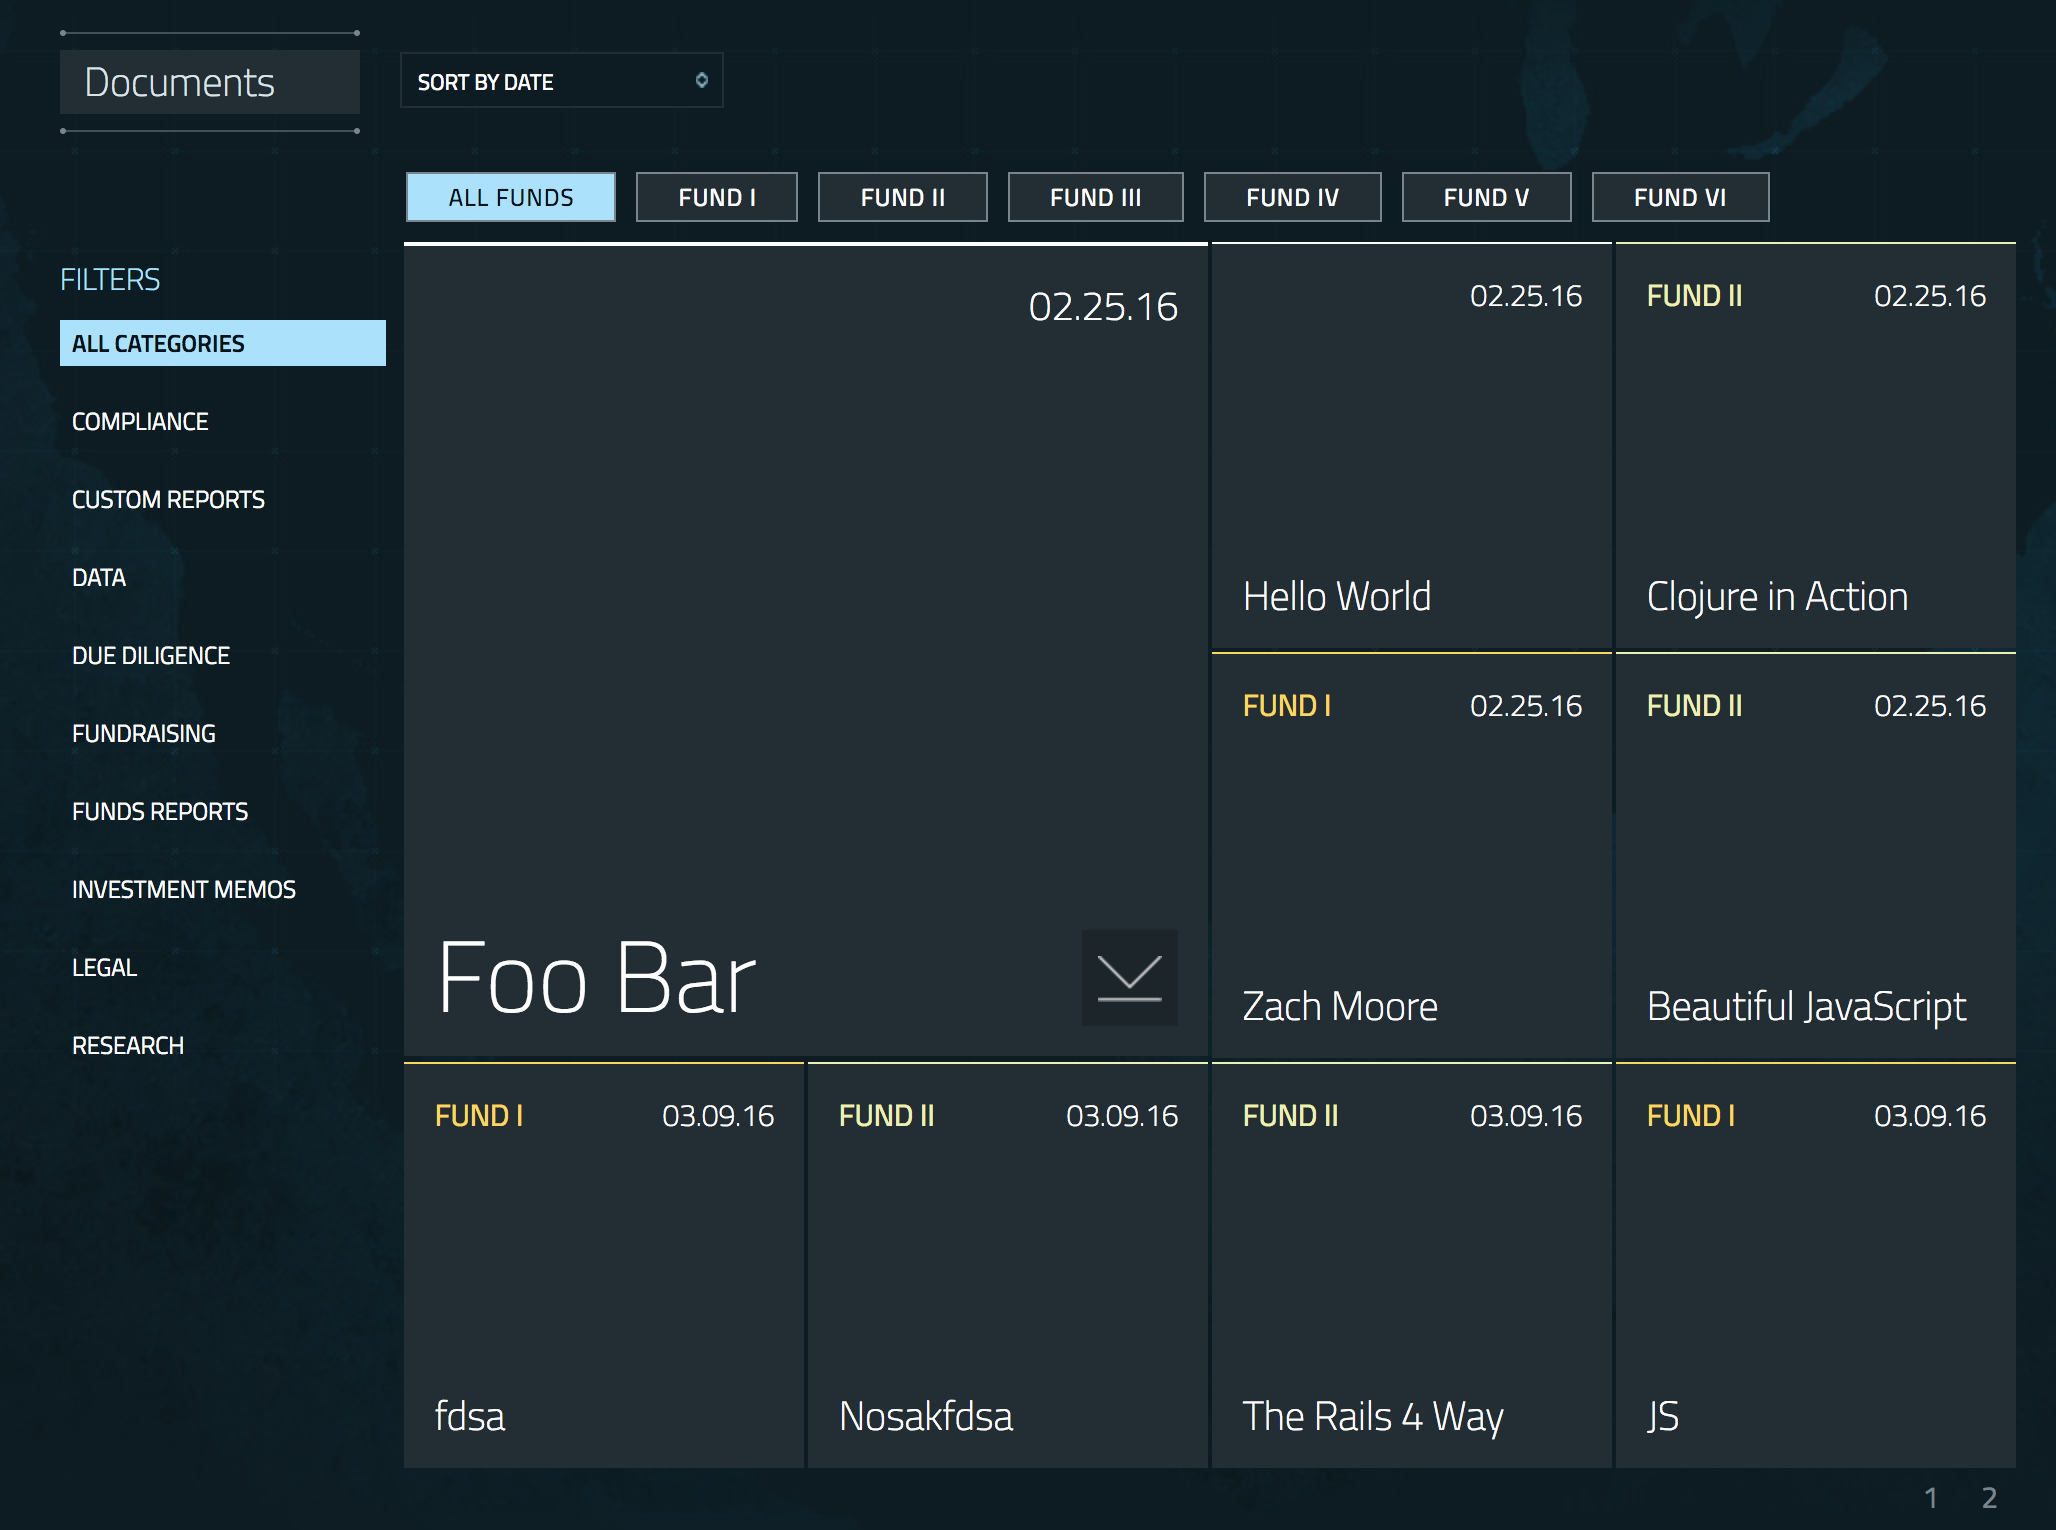 Documents
SORT BY DATE
ALL FUNDS
FUND I
FUND II
FUND III
FUND IV
FUND V
FUND VI
FILTERS
ALL CATEGORIES
COMPLIANCE
CUSTOM REPORTS
DATA
DUE DILIGENCE
FUNDRAISING
FUNDS REPORTS
INVESTMENT MEMOS
LEGAL
RESEARCH
02.25.16
Foo Bar
02.25.16
Hello World
FUND II
02.25.16
Clojure in Action
FUND I
02.25.16
Zach Moore
FUND II
02.25.16
Beautiful JavaScript
FUND I
03.09.16
fdsa
FUND II
03.09.16
Nosakfdsa
FUND II
03.09.16
The Rails 4 Way
FUND I
03.09.16
JS
1
2